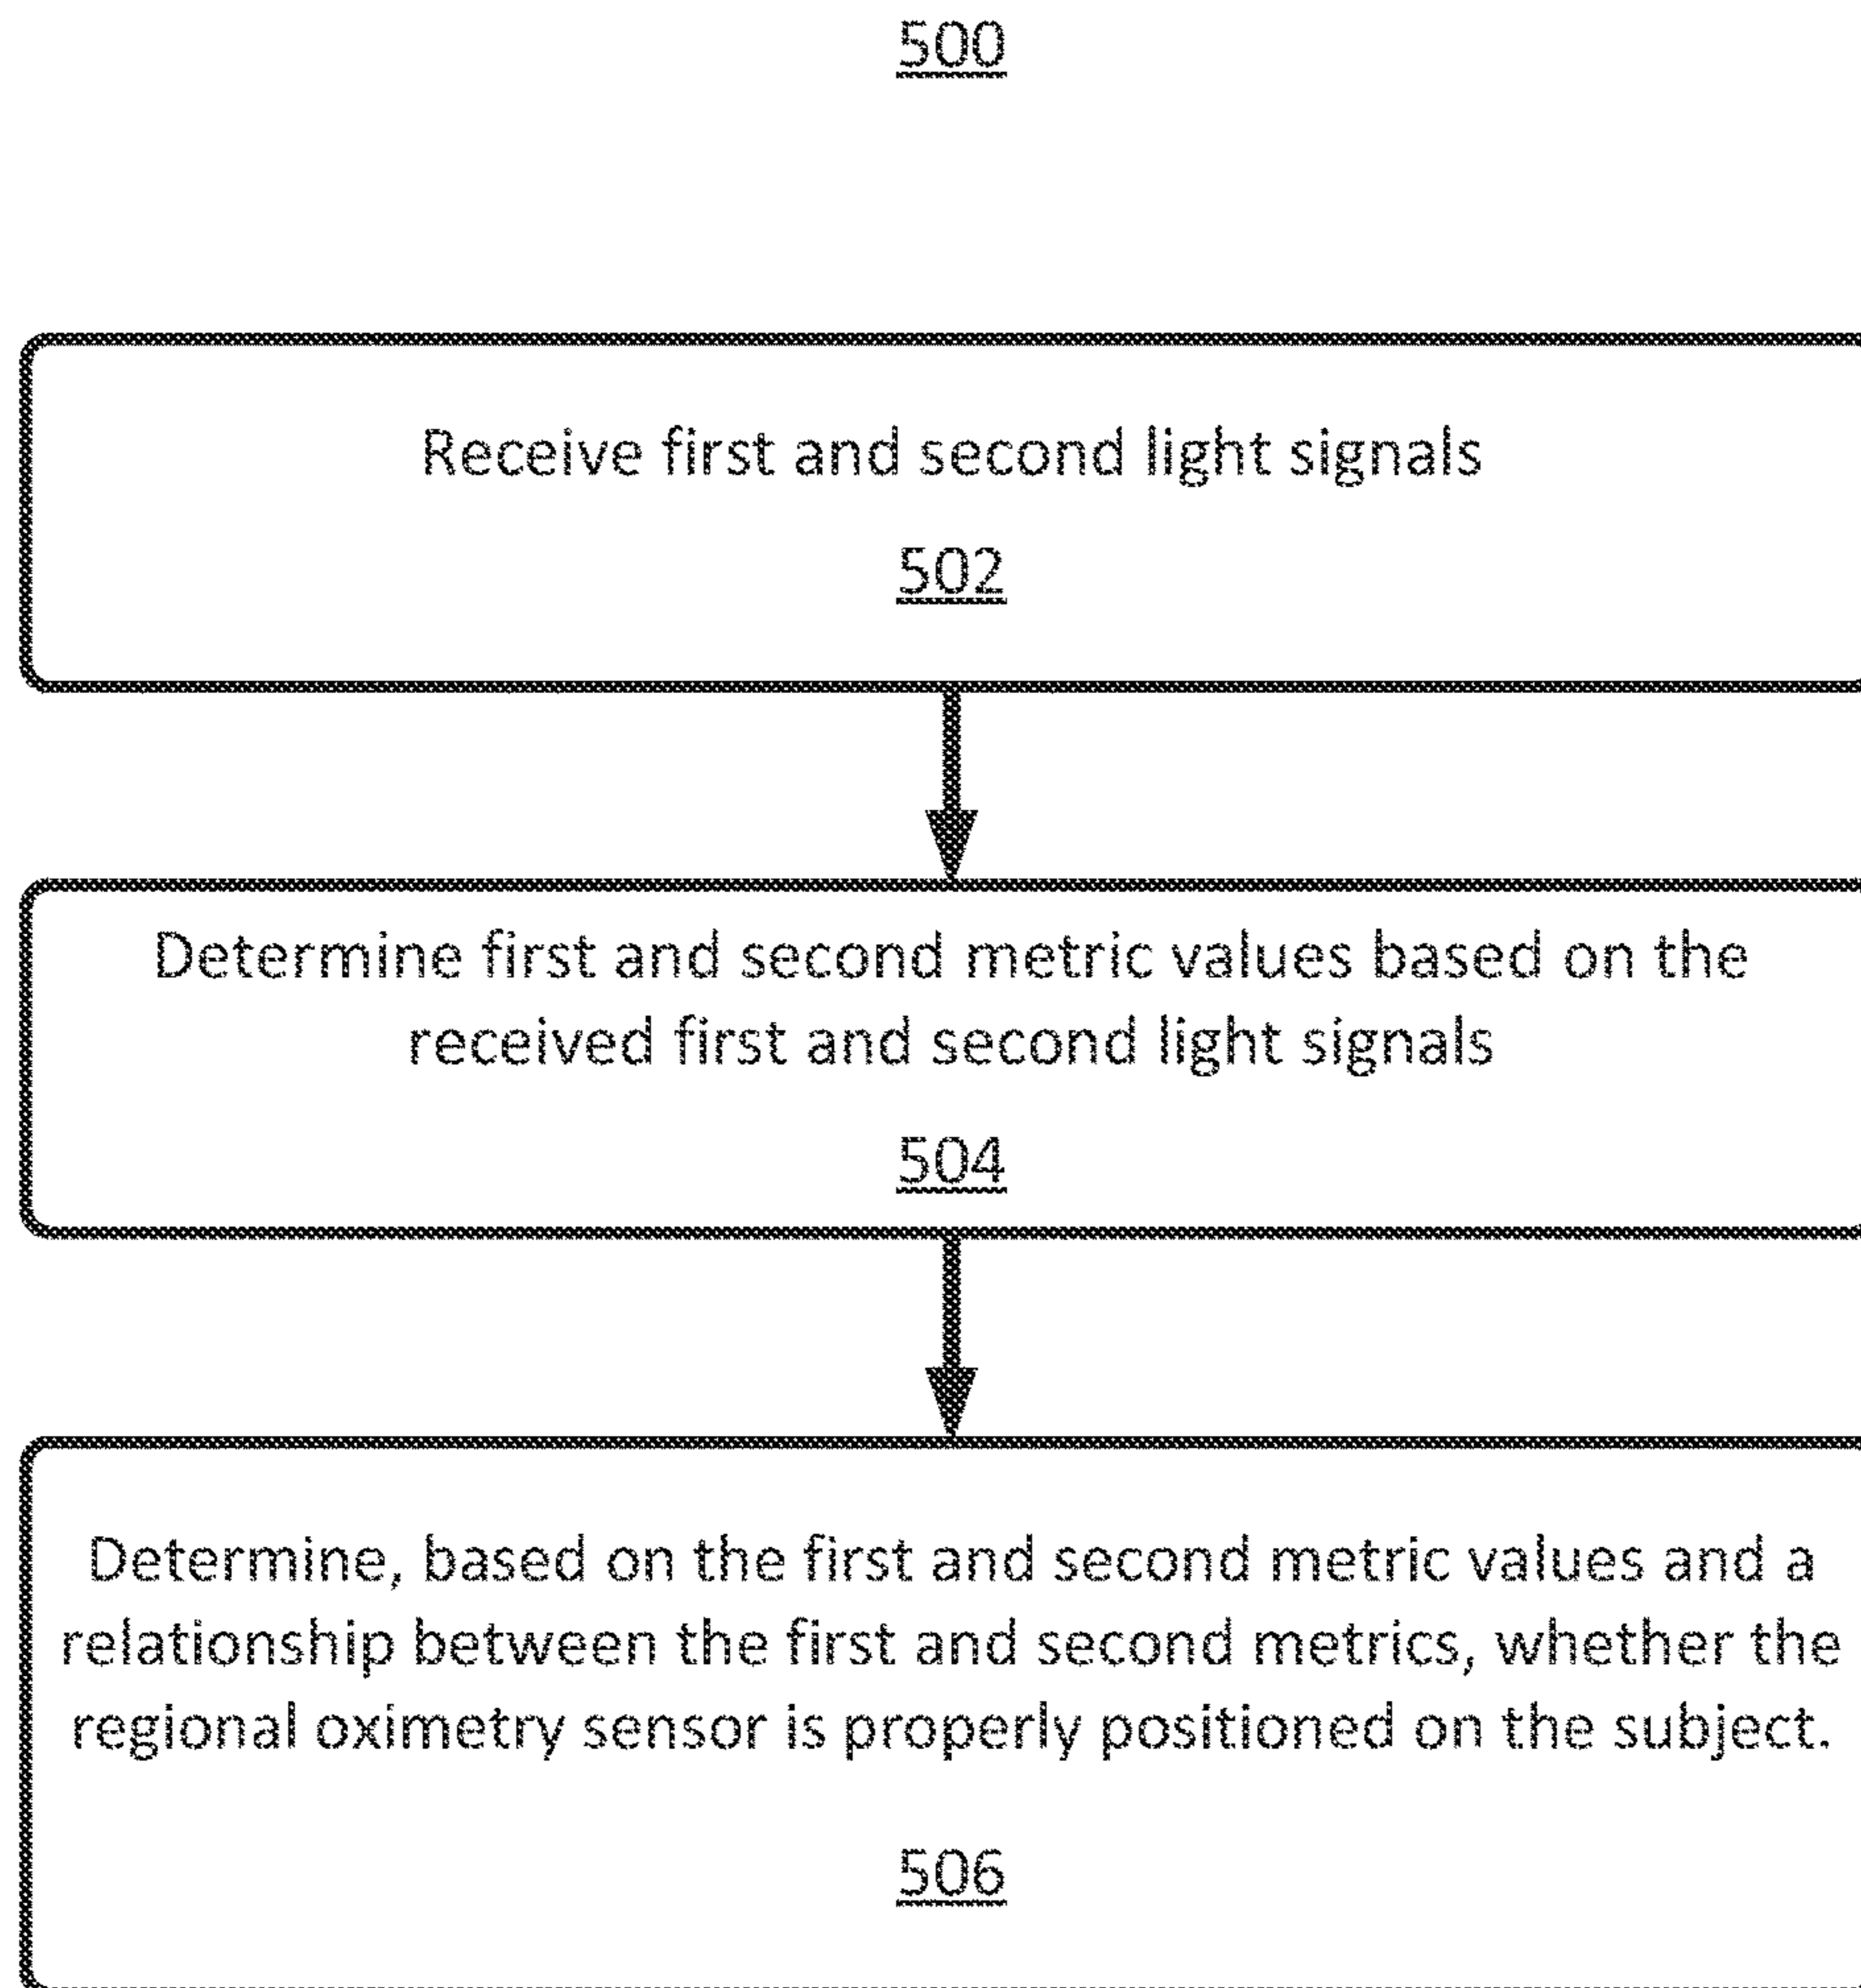 500
Receive first and second light signals
502
Determine first and second metric values based on the
received first and second light signals
504
Determine, based on the first and second metric values and a
relationship between the first and second metrics, whether the
regional oximetry sensor is properly positioned on the subject.
506